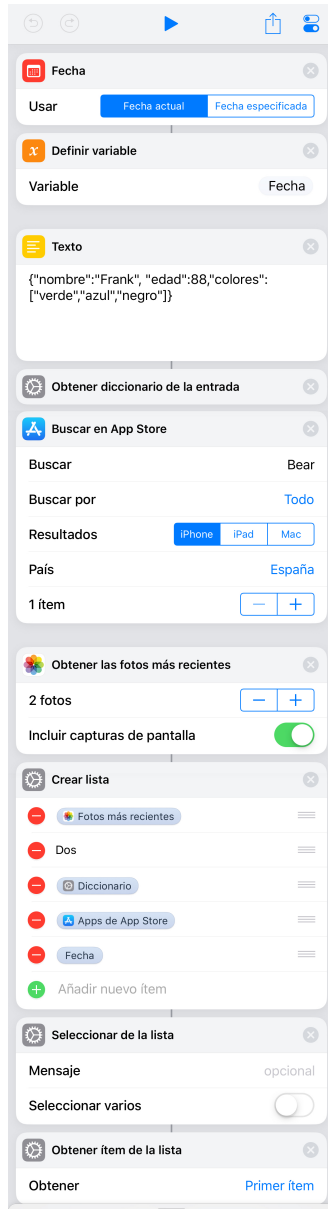 Fecha
Usar Fecha actual Fecha especificada
Definir variable
Variable Fecha
Texto
{"nombre":"Frank", "edad":88,"colores":
["verde","azul","negro"]}
Obtener diccionario de la entrada
Buscar en App Store
Buscar Bear
Buscar por Todo
Resultados iPhone iPad Mac
País España
1 ítem
Obtener las fotos más recientes
2 fotos
Incluir capturas de pantalla
Crear lista
Fotos más recientes
Dos
Diccionario
Apps de App Store
Fecha
Añadir nuevo ítem
Seleccionar de la lista
Mensaje opcional
Seleccionar varios
Obtener ítem de la lista
Obtener Primer ítem